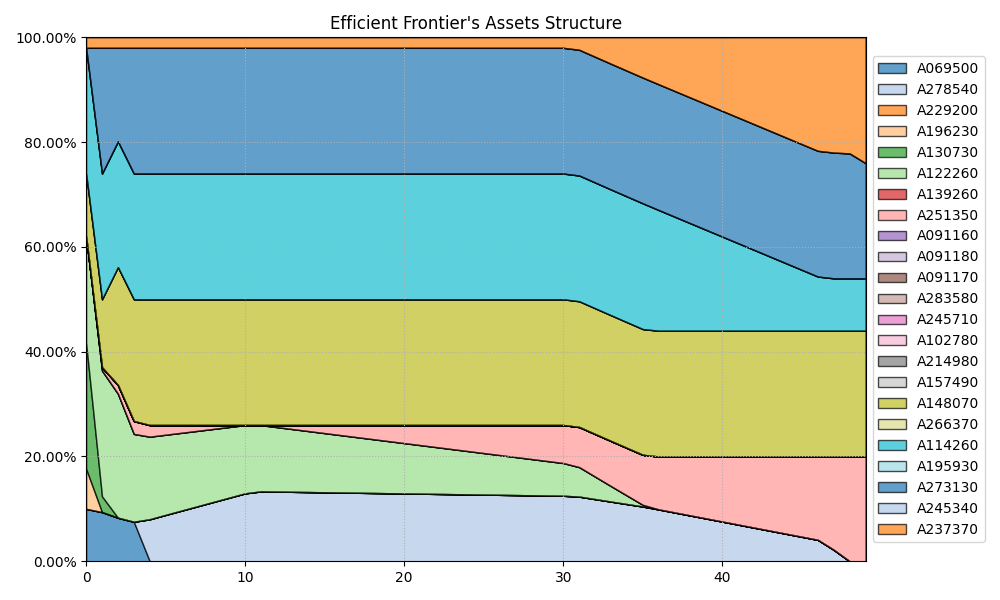 Efficient Frontier's Assets Structure
100.00%
80.00%
60.00%
40.00%
20.00%
0.00%
0
10
20
30
40
A069500
A278540
A229200
A196230
A130730
A122260
A139260
A251350
A091160
A091180
A091170
A283580
A245710
A102780
A214980
A157490
A148070
A266370
A114260
A195930
A273130
A245340
A237370